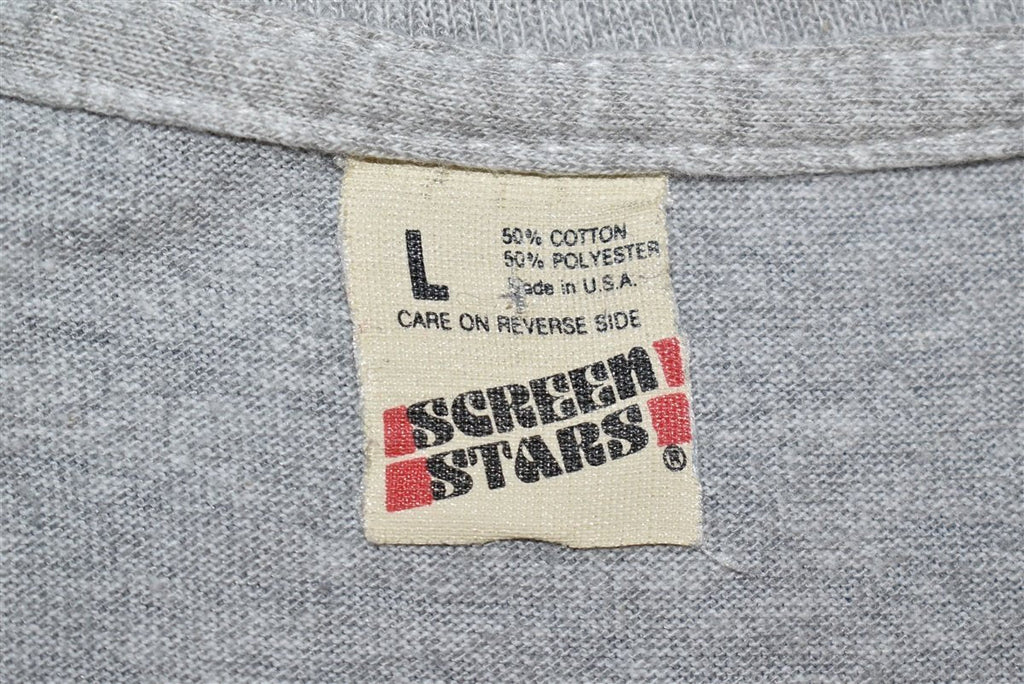 L
50% COTTON
50% POLYESTER
Made in U.S.A.
CARE ON REVERSE SIDE
SCREEN
STARS®